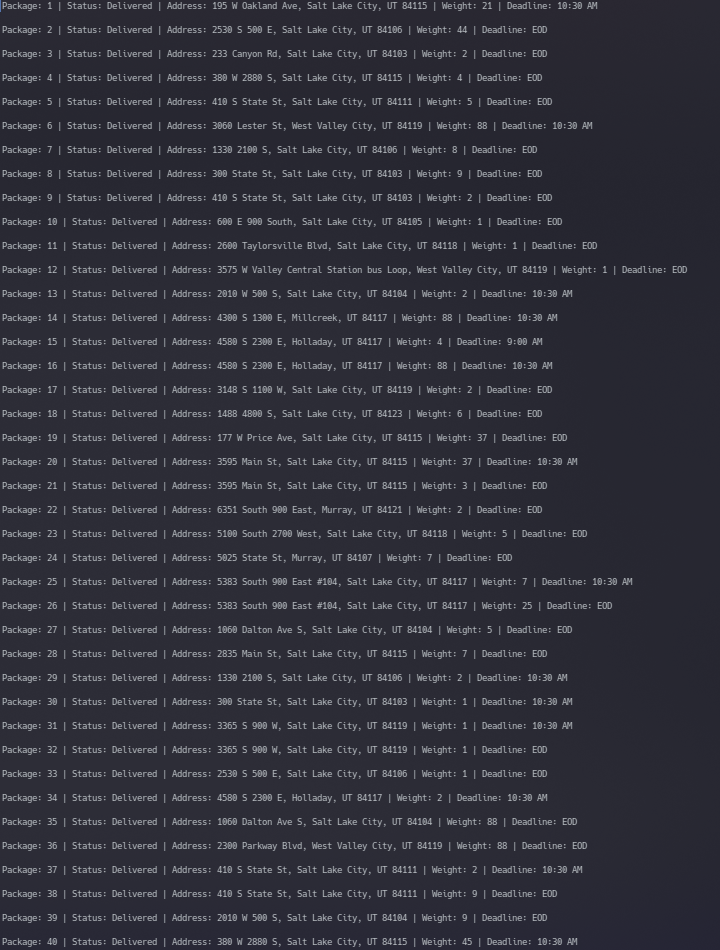 Package: 1 | Status: Delivered | Address: 195 W Oakland Ave, Salt Lake City, UT 84115 | Weight: 21 | Deadline: 10:30 AM
Package: 2 | Status: Delivered | Address: 2530 S 500 E, Salt Lake City, UT 84106 | Weight: 44 | Deadline: EOD
Package: 3 | Status: Delivered | Address: 233 Canyon Rd, Salt Lake City, UT 84103 | Weight: 2 | Deadline: EOD
Package: 4 | Status: Delivered | Address: 380 W 2880 S, Salt Lake City, UT 84115 | Weight: 4 | Deadline: EOD
Package: 5 | Status: Delivered | Address: 410 S State St, Salt Lake City, UT 84111 | Weight: 5 | Deadline: EOD
Package: 6 | Status: Delivered | Address: 3060 Lester St, West Valley City, UT 84119 | Weight: 88 | Deadline: 10:30 AM
Package: 7 | Status: Delivered | Address: 1330 2100 S, Salt Lake City, UT 84106 | Weight: 8 | Deadline: EOD
Package: 8 | Status: Delivered | Address: 300 State St, Salt Lake City, UT 84103 | Weight: 9 | Deadline: EOD
Package: 9 | Status: Delivered | Address: 410 S State St, Salt Lake City, UT 84103 | Weight: 2 | Deadline: EOD
Package: 10 | Status: Delivered | Address: 600 E 900 South, Salt Lake City, UT 84105 | Weight: 1 | Deadline: EOD
Package: 11 | Status: Delivered | Address: 2600 Taylorsville Blvd, Salt Lake City, UT 84118 | Weight: 1 | Deadline: EOD
Package: 12 | Status: Delivered | Address: 3575 W Valley Central Station bus Loop, West Valley City, UT 84119 | Weight: 1 | Deadline: EOD
Package: 13 | Status: Delivered | Address: 2010 W 500 S, Salt Lake City, UT 84104 | Weight: 2 | Deadline: 10:30 AM
Package: 14 | Status: Delivered | Address: 4300 S 1300 E, Millcreek, UT 84117 | Weight: 88 | Deadline: 10:30 AM
Package: 15 | Status: Delivered | Address: 4580 S 2300 E, Holladay, UT 84117 | Weight: 4 | Deadline: 9:00 AM
Package: 16 | Status: Delivered | Address: 4580 S 2300 E, Holladay, UT 84117 | Weight: 88 | Deadline: 10:30 AM
Package: 17 | Status: Delivered | Address: 3148 S 1100 W, Salt Lake City, UT 84119 | Weight: 2 | Deadline: EOD
Package: 18 | Status: Delivered | Address: 1488 4800 S, Salt Lake City, UT 84123 | Weight: 6 | Deadline: EOD
Package: 19 | Status: Delivered | Address: 177 W Price Ave, Salt Lake City, UT 84115 | Weight: 37 | Deadline: EOD
Package: 20 | Status: Delivered | Address: 3595 Main St, Salt Lake City, UT 84115 | Weight: 37 | Deadline: 10:30 AM
Package: 21 | Status: Delivered | Address: 3595 Main St, Salt Lake City, UT 84115 | Weight: 3 | Deadline: EOD
Package: 22 | Status: Delivered | Address: 6351 South 900 East, Murray, UT 84121 | Weight: 2 | Deadline: EOD
Package: 23 | Status: Delivered | Address: 5100 South 2700 West, Salt Lake City, UT 84118 | Weight: 5 | Deadline: EOD
Package: 24 | Status: Delivered | Address: 5025 State St, Murray, UT 84107 | Weight: 7 | Deadline: EOD
Package: 25 | Status: Delivered | Address: 5383 South 900 East #104, Salt Lake City, UT 84117 | Weight: 7 | Deadline: 10:30 AM
Package: 26 | Status: Delivered | Address: 5383 South 900 East #104, Salt Lake City, UT 84117 | Weight: 25 | Deadline: EOD
Package: 27 | Status: Delivered | Address: 1060 Dalton Ave S, Salt Lake City, UT 84104 | Weight: 5 | Deadline: EOD
Package: 28 | Status: Delivered | Address: 2835 Main St, Salt Lake City, UT 84115 | Weight: 7 | Deadline: EOD
Package: 29 | Status: Delivered | Address: 1330 2100 S, Salt Lake City, UT 84106 | Weight: 2 | Deadline: 10:30 AM
Package: 30 | Status: Delivered | Address: 300 State St, Salt Lake City, UT 84103 | Weight: 1 | Deadline: 10:30 AM
Package: 31 | Status: Delivered | Address: 3365 S 900 W, Salt Lake City, UT 84119 | Weight: 1 | Deadline: 10:30 AM
Package: 32 | Status: Delivered | Address: 3365 S 900 W, Salt Lake City, UT 84119 | Weight: 1 | Deadline: EOD
Package: 33 | Status: Delivered | Address: 2530 S 500 E, Salt Lake City, UT 84106 | Weight: 1 | Deadline: EOD
Package: 34 | Status: Delivered | Address: 4580 S 2300 E, Holladay, UT 84117 | Weight: 2 | Deadline: 10:30 AM
Package: 35 | Status: Delivered | Address: 1060 Dalton Ave S, Salt Lake City, UT 84104 | Weight: 88 | Deadline: EOD
Package: 36 | Status: Delivered | Address: 2300 Parkway Blvd, West Valley City, UT 84119 | Weight: 88 | Deadline: EOD
Package: 37 | Status: Delivered | Address: 410 S State St, Salt Lake City, UT 84111 | Weight: 2 | Deadline: 10:30 AM
Package: 38 | Status: Delivered | Address: 410 S State St, Salt Lake City, UT 84111 | Weight: 9 | Deadline: EOD
Package: 39 | Status: Delivered | Address: 2010 W 500 S, Salt Lake City, UT 84104 | Weight: 9 | Deadline: EOD
Package: 40 | Status: Delivered | Address: 380 W 2880 S, Salt Lake City, UT 84115 | Weight: 45 | Deadline: 10:30 AM